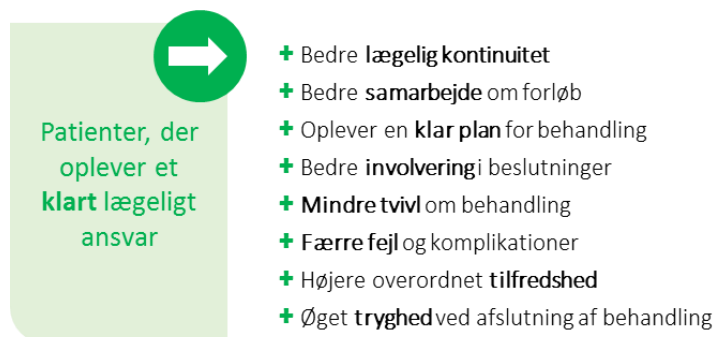 Patienter, der
oplever et
klart lægeligt
ansvar
+ Bedre lægelig kontinuitet
+ Bedre samarbejde om forløb
+ Oplever en klar plan for behandling
+ Bedre involvering i beslutninger
+ Mindre tvivl om behandling
+ Færre fejl og komplikationer
+ Højere overordnet tilfredshed
+ Øget tryghed ved afslutning af behandling